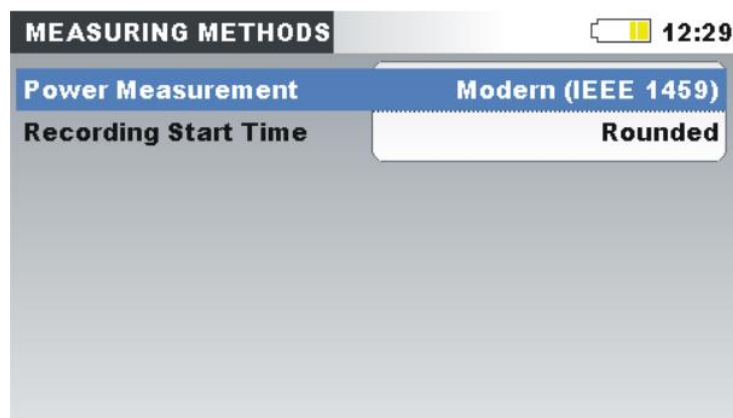 MEASURING METHODS 12:29
Power Measurement Modern (IEEE 1459)
Recording Start Time Rounded